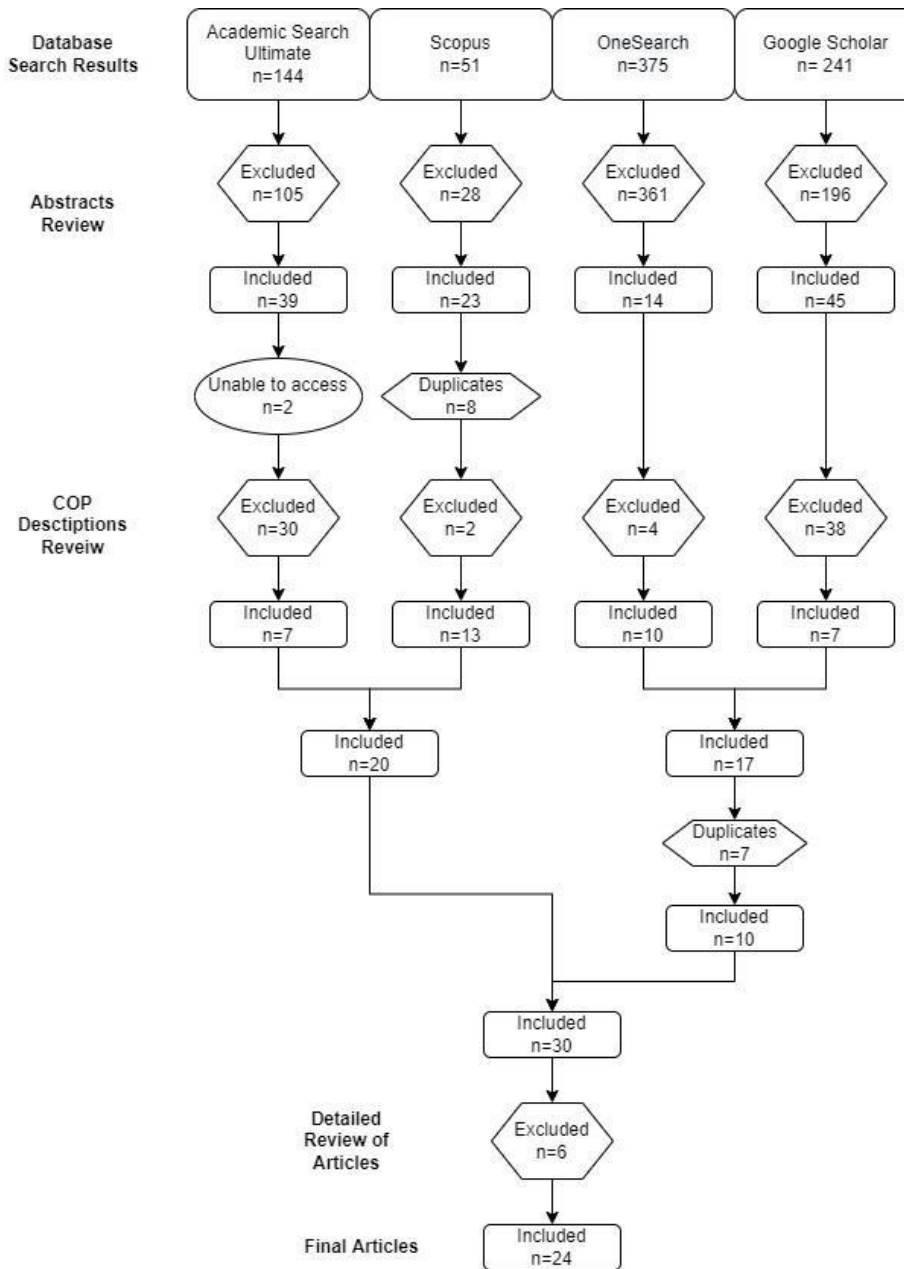 Database
Search Results
Academic Search
Ultimate
n=144
Scopus
n=51
OneSearch
n=375
Google Scholar
n= 241
Abstracts
Review
Excluded
n=105
Excluded
n=28
Excluded
n=361
Excluded
n=196
Included
n=39
Included
n=23
Included
n=14
Included
n=45
Unable to access
n=2
Duplicates
n=8
COP
Desctiptions
Reveiw
Excluded
n=30
Excluded
n=2
Excluded
n=4
Excluded
n=38
Included
n=7
Included
n=13
Included
n=10
Included
n=7
Included
n=20
Included
n=17
Duplicates
n=7
Included
n=10
Included
n=30
Detailed
Review of
Articles
Excluded
n=6
Final Articles
Included
n=24